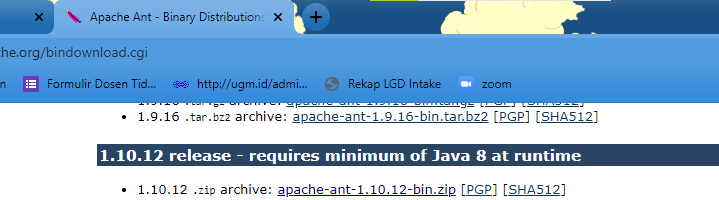 Apache Ant - Binary Distributions
he.org/bindownload.cgi
n Formulir Dosen Tid... http://ugm.id/admi... Rekap LGD Intake zoom
1.9.16 .tar.gz archive: apache-ant-1.9.16-bin.tar.gz [PGP] [SHA512]
1.9.16 .tar.bz2 archive: apache-ant-1.9.16-bin.tar.bz2 [PGP] [SHA512]
1.10.12 release - requires minimum of Java 8 at runtime
1.10.12 .zip archive: apache-ant-1.10.12-bin.zip [PGP] [SHA512]